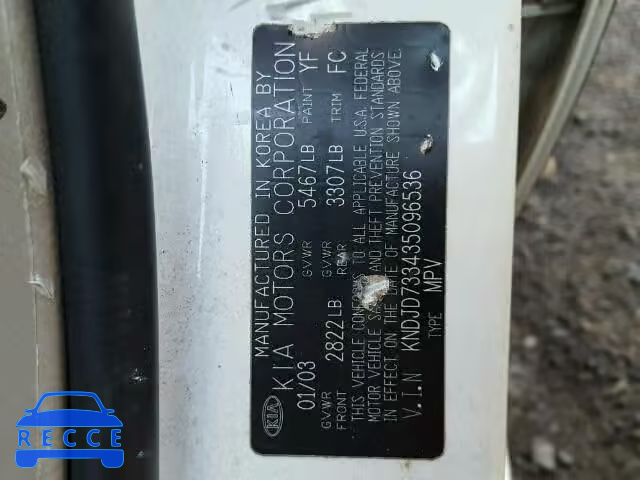 MANUFACTURED IN KOREA BY
KIA MOTORS CORPORATION
01/03 GVWR 5467LB PAINT YF
GVWR FRONT 2822LB GVWR REAR 3307LB TRIM FC
THIS VEHICLE CONFORMS TO ALL APPLICABLE U.S.A. FEDERAL
MOTOR VEHICLE SAFETY AND THEFT PREVENTION STANDARDS
IN EFFECT ON THE DATE OF MANUFACTURE SHOWN ABOVE.
V.I.N KNDJD733435096536
TYPE MPV
KIA
RECCE